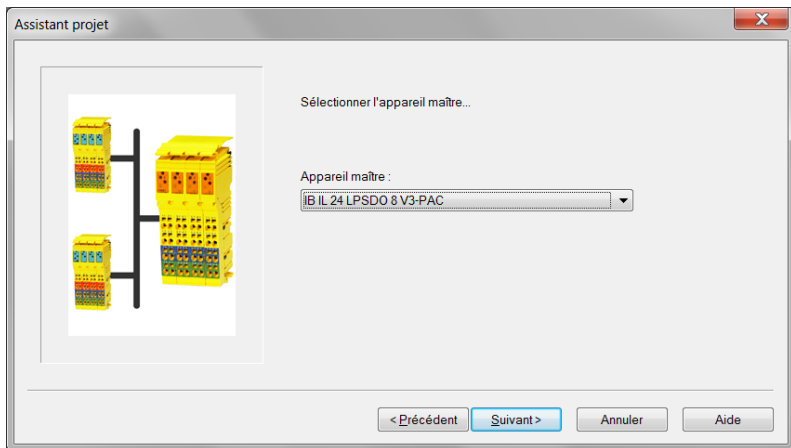 Assistant projet
Sélectionner l'appareil maître...
Appareil maître :
IB IL 24 LPSDO 8 V3-PAC
< Précédent
Suivant >
Annuler
Aide